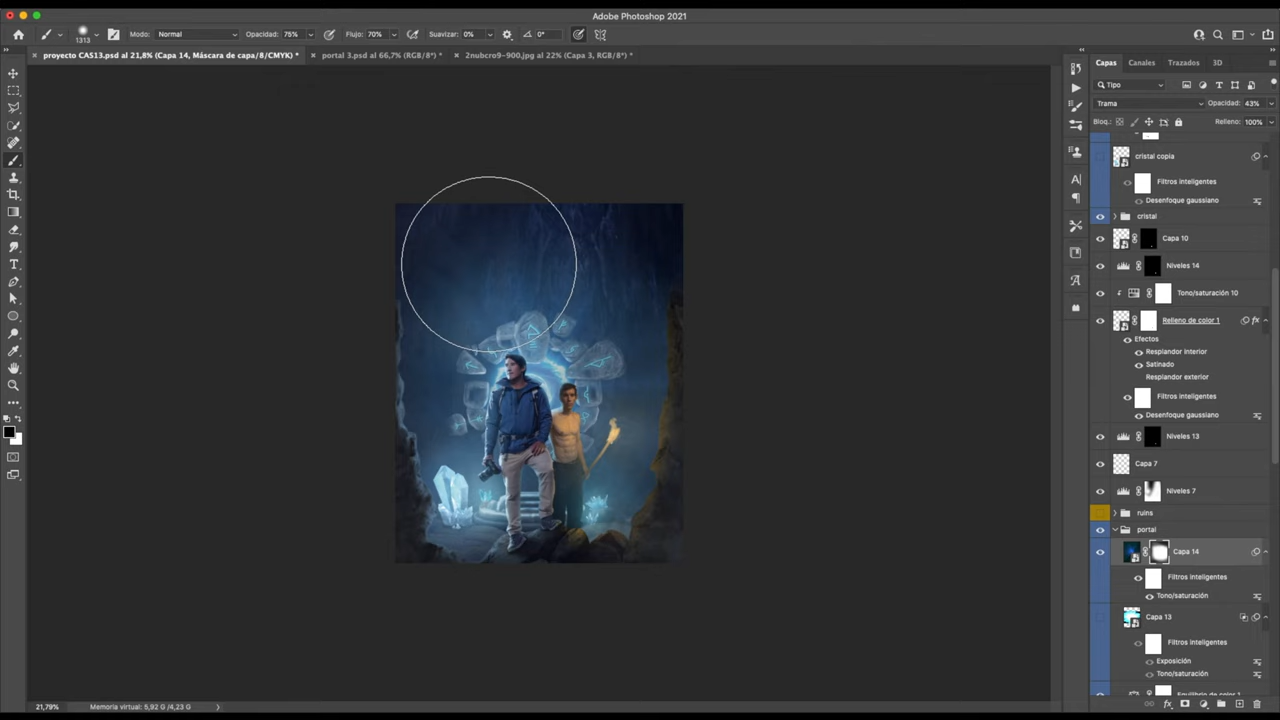 Adobe Photoshop 2021
1313
Modo:
Normal
Opacidad: 75%
Flujo: 70%
Suavizar: 0%
0°
proyecto CAS13.psd al 21,8% (Capa 14, Máscara de capa/8/CMYK) *
portal 3.psd al 66,7% (RGB/8*) *
2nubcro9-900.jpg al 22% (Capa 3, RGB/8*) *
Capas
Canales
Trazados
3D
Tipo
Trama
Opacidad: 43%
Bloq.:
Relleno: 100%
cristal copia
Filtros inteligentes
Desenfoque gaussiano
cristal
Capa 10
Niveles 14
Tono/saturación 10
Relleno de color 1
fx
Efectos
Resplandor interior
Satinado
Resplandor exterior
Filtros inteligentes
Desenfoque gaussiano
Niveles 13
Capa 7
Niveles 7
ruins
portal
Capa 14
Filtros inteligentes
Tono/saturación
Capa 13
Filtros inteligentes
Exposición
Tono/saturación
Equilibrio de color 1
21,79%
Memoria virtual: 5,92 G /4,23 G
fx